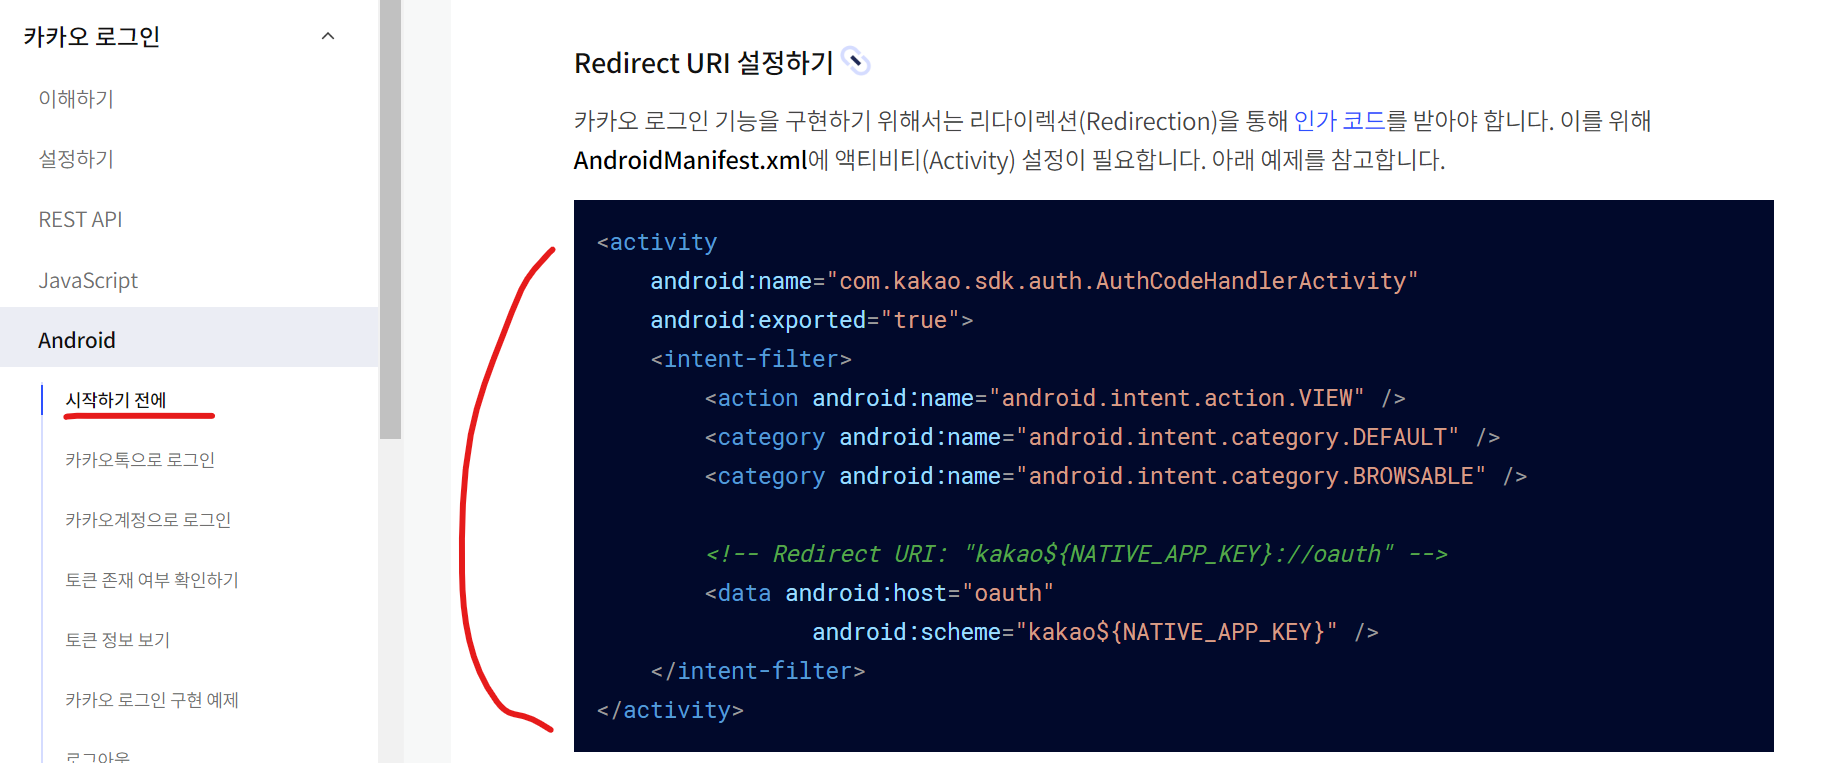 카카오 로그인
이해하기
설정하기
REST API
JavaScript
Android
시작하기 전에
카카오톡으로 로그인
카카오계정으로 로그인
토큰 존재 여부 확인하기
토큰 정보 보기
카카오 로그인 구현 예제
로그아웃
Redirect URI 설정하기
카카오 로그인 기능을 구현하기 위해서는 리다이렉션(Redirection)을 통해 인가 코드를 받아야 합니다. 이를 위해
AndroidManifest.xml에 액티비티(Activity) 설정이 필요합니다. 아래 예제를 참고합니다.
<activity
    android:name="com.kakao.sdk.auth.AuthCodeHandlerActivity"
    android:exported="true">
    <intent-filter>
        <action android:name="android.intent.action.VIEW" />
        <category android:name="android.intent.category.DEFAULT" />
        <category android:name="android.intent.category.BROWSABLE" />
        <!-- Redirect URI: "kakao${NATIVE_APP_KEY}://oauth" -->
        <data android:host="oauth"
                android:scheme="kakao${NATIVE_APP_KEY}" />
    </intent-filter>
</activity>